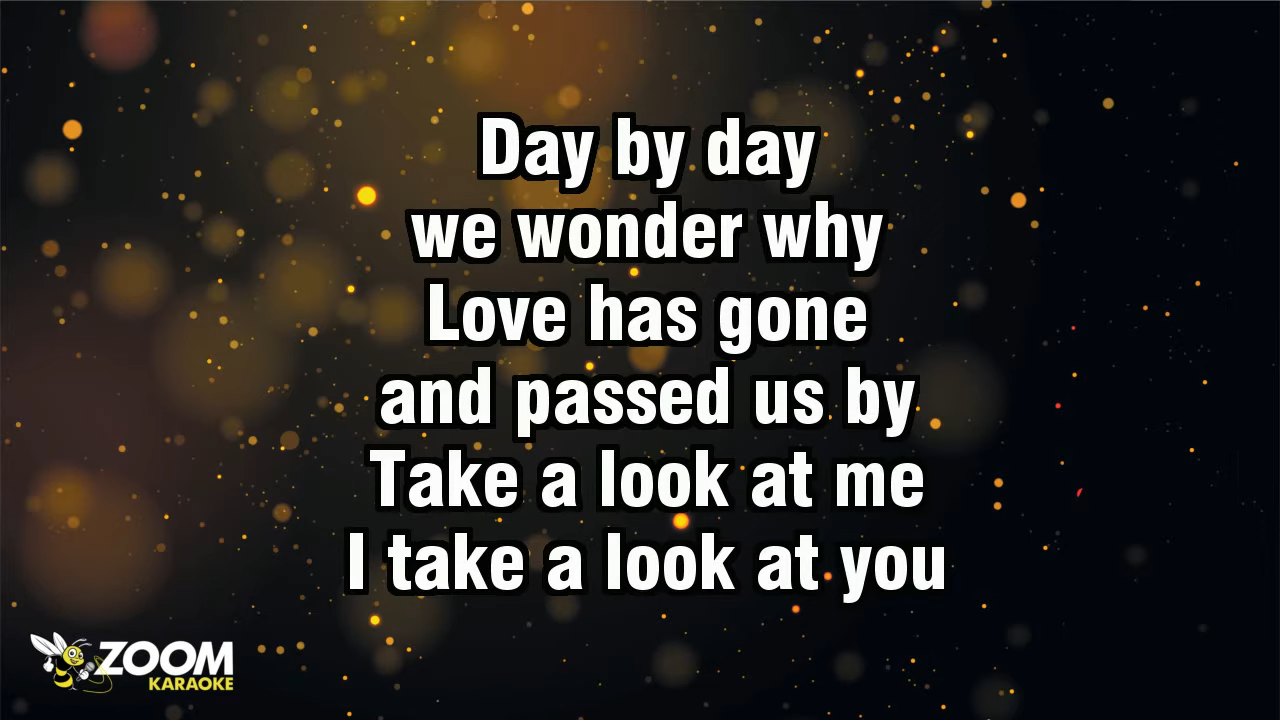 Day by day
we wonder why
Love has gone
and passed us by
Take a look at me
I take a look at you
ZOOM
KARAOKE